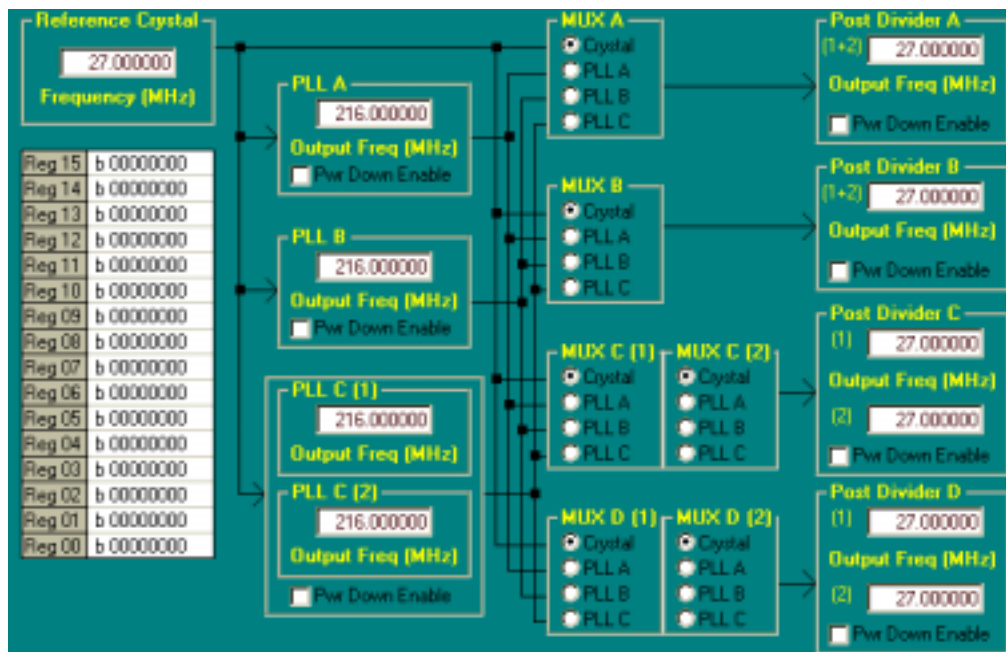 Reference Crystal
27.000000
Frequency (MHz)
Reg 15 b 00000000
Reg 14 b 00000000
Reg 13 b 00000000
Reg 12 b 00000000
Reg 11 b 00000000
Reg 10 b 00000000
Reg 09 b 00000000
Reg 08 b 00000000
Reg 07 b 00000000
Reg 06 b 00000000
Reg 05 b 00000000
Reg 04 b 00000000
Reg 03 b 00000000
Reg 02 b 00000000
Reg 01 b 00000000
Reg 00 b 00000000
PLL A
216.000000
Output Freq (MHz)
Pwr Down Enable
PLL B
216.000000
Output Freq (MHz)
Pwr Down Enable
PLL C (1)
216.000000
Output Freq (MHz)
PLL C (2)
216.000000
Output Freq (MHz)
Pwr Down Enable
MUX A
Crystal
PLL A
PLL B
PLL C
MUX B
Crystal
PLL A
PLL B
PLL C
MUX C (1)
Crystal
PLL A
PLL B
PLL C
MUX C (2)
Crystal
PLL A
PLL B
PLL C
MUX D (1)
Crystal
PLL A
PLL B
PLL C
MUX D (2)
Crystal
PLL A
PLL B
PLL C
Post Divider A
(1+2) 27.000000
Output Freq (MHz)
Pwr Down Enable
Post Divider B
(1+2) 27.000000
Output Freq (MHz)
Pwr Down Enable
Post Divider C
(1) 27.000000
Output Freq (MHz)
(2) 27.000000
Pwr Down Enable
Post Divider D
(1) 27.000000
Output Freq (MHz)
(2) 27.000000
Pwr Down Enable